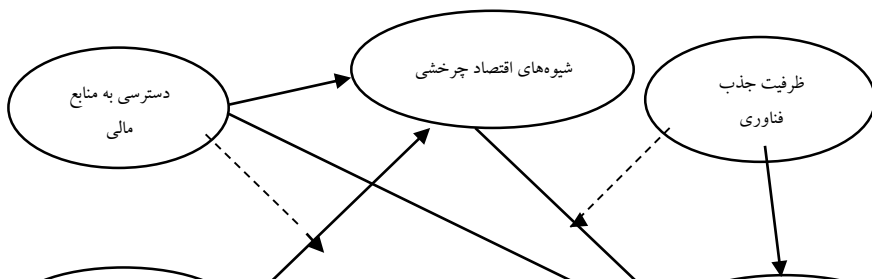 شیوه‌های اقتصاد چرخشی
ظرفیت جذب
فناوری
دسترسی به منابع
مالی